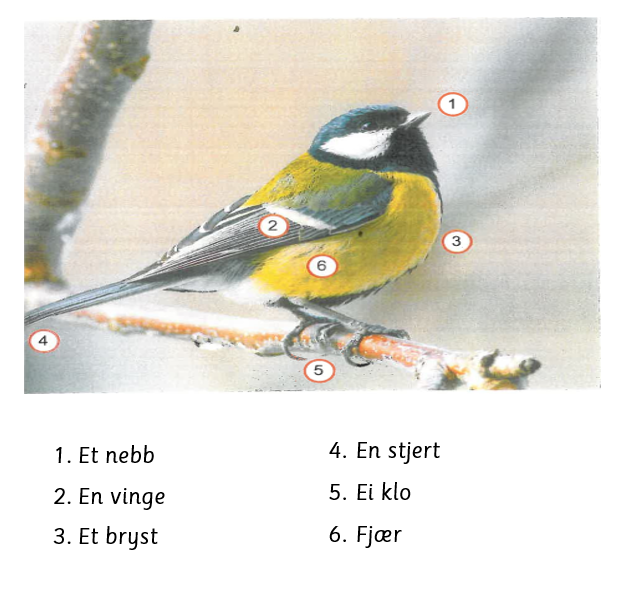 1
2
3
6
4
5
1. Et nebb
2. En vinge
3. Et bryst
4. En stjert
5. Ei klo
6. Fjær